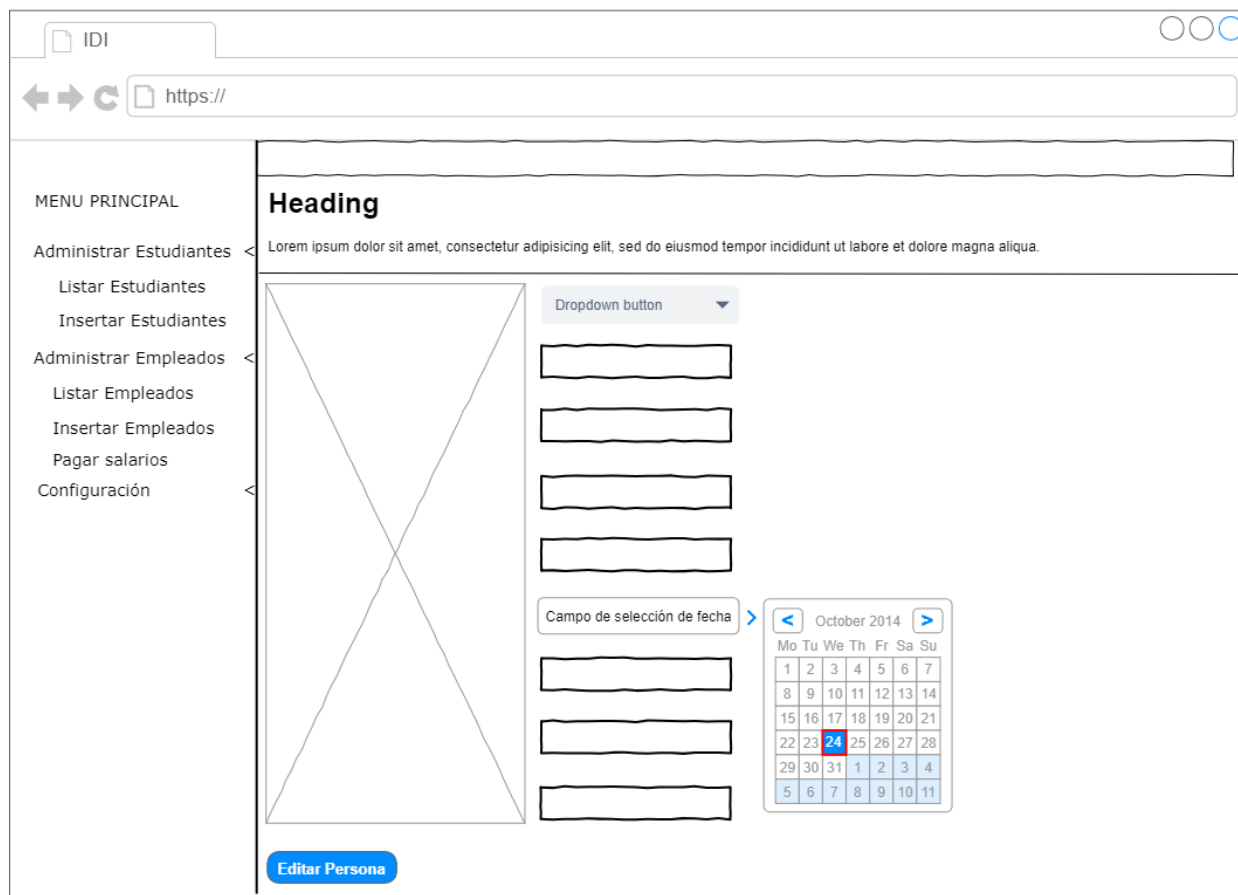 IDI
https://
MENU PRINCIPAL
Administrar Estudiantes <
Listar Estudiantes
Insertar Estudiantes
Administrar Empleados <
Listar Empleados
Insertar Empleados
Pagar salarios
Configuración <
Heading
Lorem ipsum dolor sit amet, consectetur adipisicing elit, sed do eiusmod tempor incididunt ut labore et dolore magna aliqua.
Dropdown button
Campo de selección de fecha
< October 2014 >
Mo Tu We Th Fr Sa Su
1 2 3 4 5 6 7
8 9 10 11 12 13 14
15 16 17 18 19 20 21
22 23 24 25 26 27 28
29 30 31 1 2 3 4
5 6 7 8 9 10 11
Editar Persona